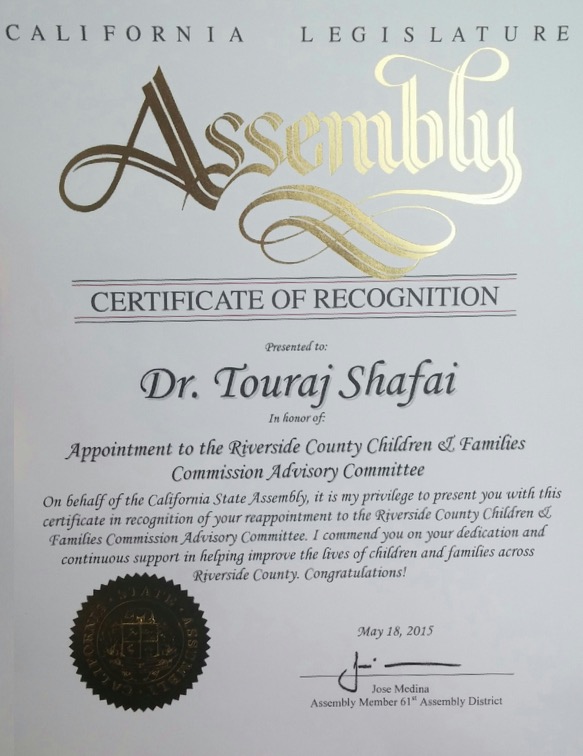 CALIFORNIA LEGISLATURE
Assembly
CERTIFICATE OF RECOGNITION
Presented to:
Dr. Touraj Shafai
In honor of:
Appointment to the Riverside County Children & Families
Commission Advisory Committee
On behalf of the California State Assembly, it is my privilege to present you with this
certificate in recognition of your reappointment to the Riverside County Children &
Families Commission Advisory Committee. I commend you on your dedication and
continuous support in helping improve the lives of children and families across
Riverside County. Congratulations!
CALIFORNIA STATE ASSEMBLY
May 18, 2015
Jose Medina
Assembly Member 61st Assembly District